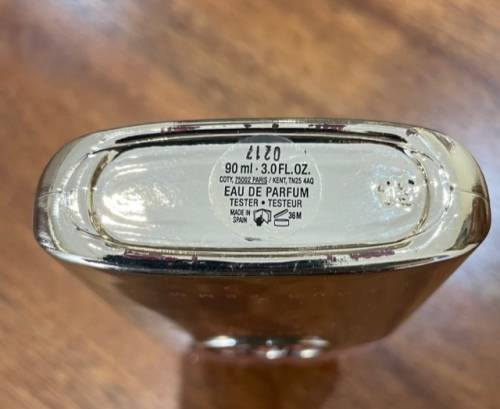 0217
90 ml · 3.0 FL.OZ.
COTY, 75002 PARIS / KENT, TN25 4AQ
EAU DE PARFUM
TESTER • TESTEUR
MADE IN
SPAIN
36M